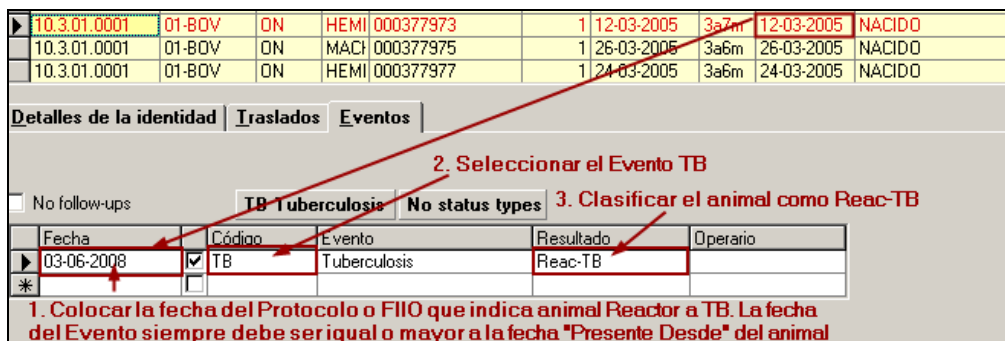 10.3.01.0001 01-BOV ON HEMI 000377973 1 12-03-2005 3a7m 12-03-2005 NACIDO
10.3.01.0001 01-BOV ON MACH 000377975 1 26-03-2005 3a6m 26-03-2005 NACIDO
10.3.01.0001 01-BOV ON HEMI 000377977 1 24-03-2005 3a6m 24-03-2005 NACIDO
Detalles de la identidad Traslados Eventos
2. Seleccionar el Evento TB
No follow-ups TB Tuberculosis No status types 3. Clasificar el animal como Reac-TB
Fecha Código Evento Resultado Operario
03-06-2008 TB Tuberculosis Reac-TB
1. Colocar la fecha del Protocolo o FIIO que indica animal Reactor a TB. La fecha
del Evento siempre debe ser igual o mayor a la fecha "Presente Desde" del animal